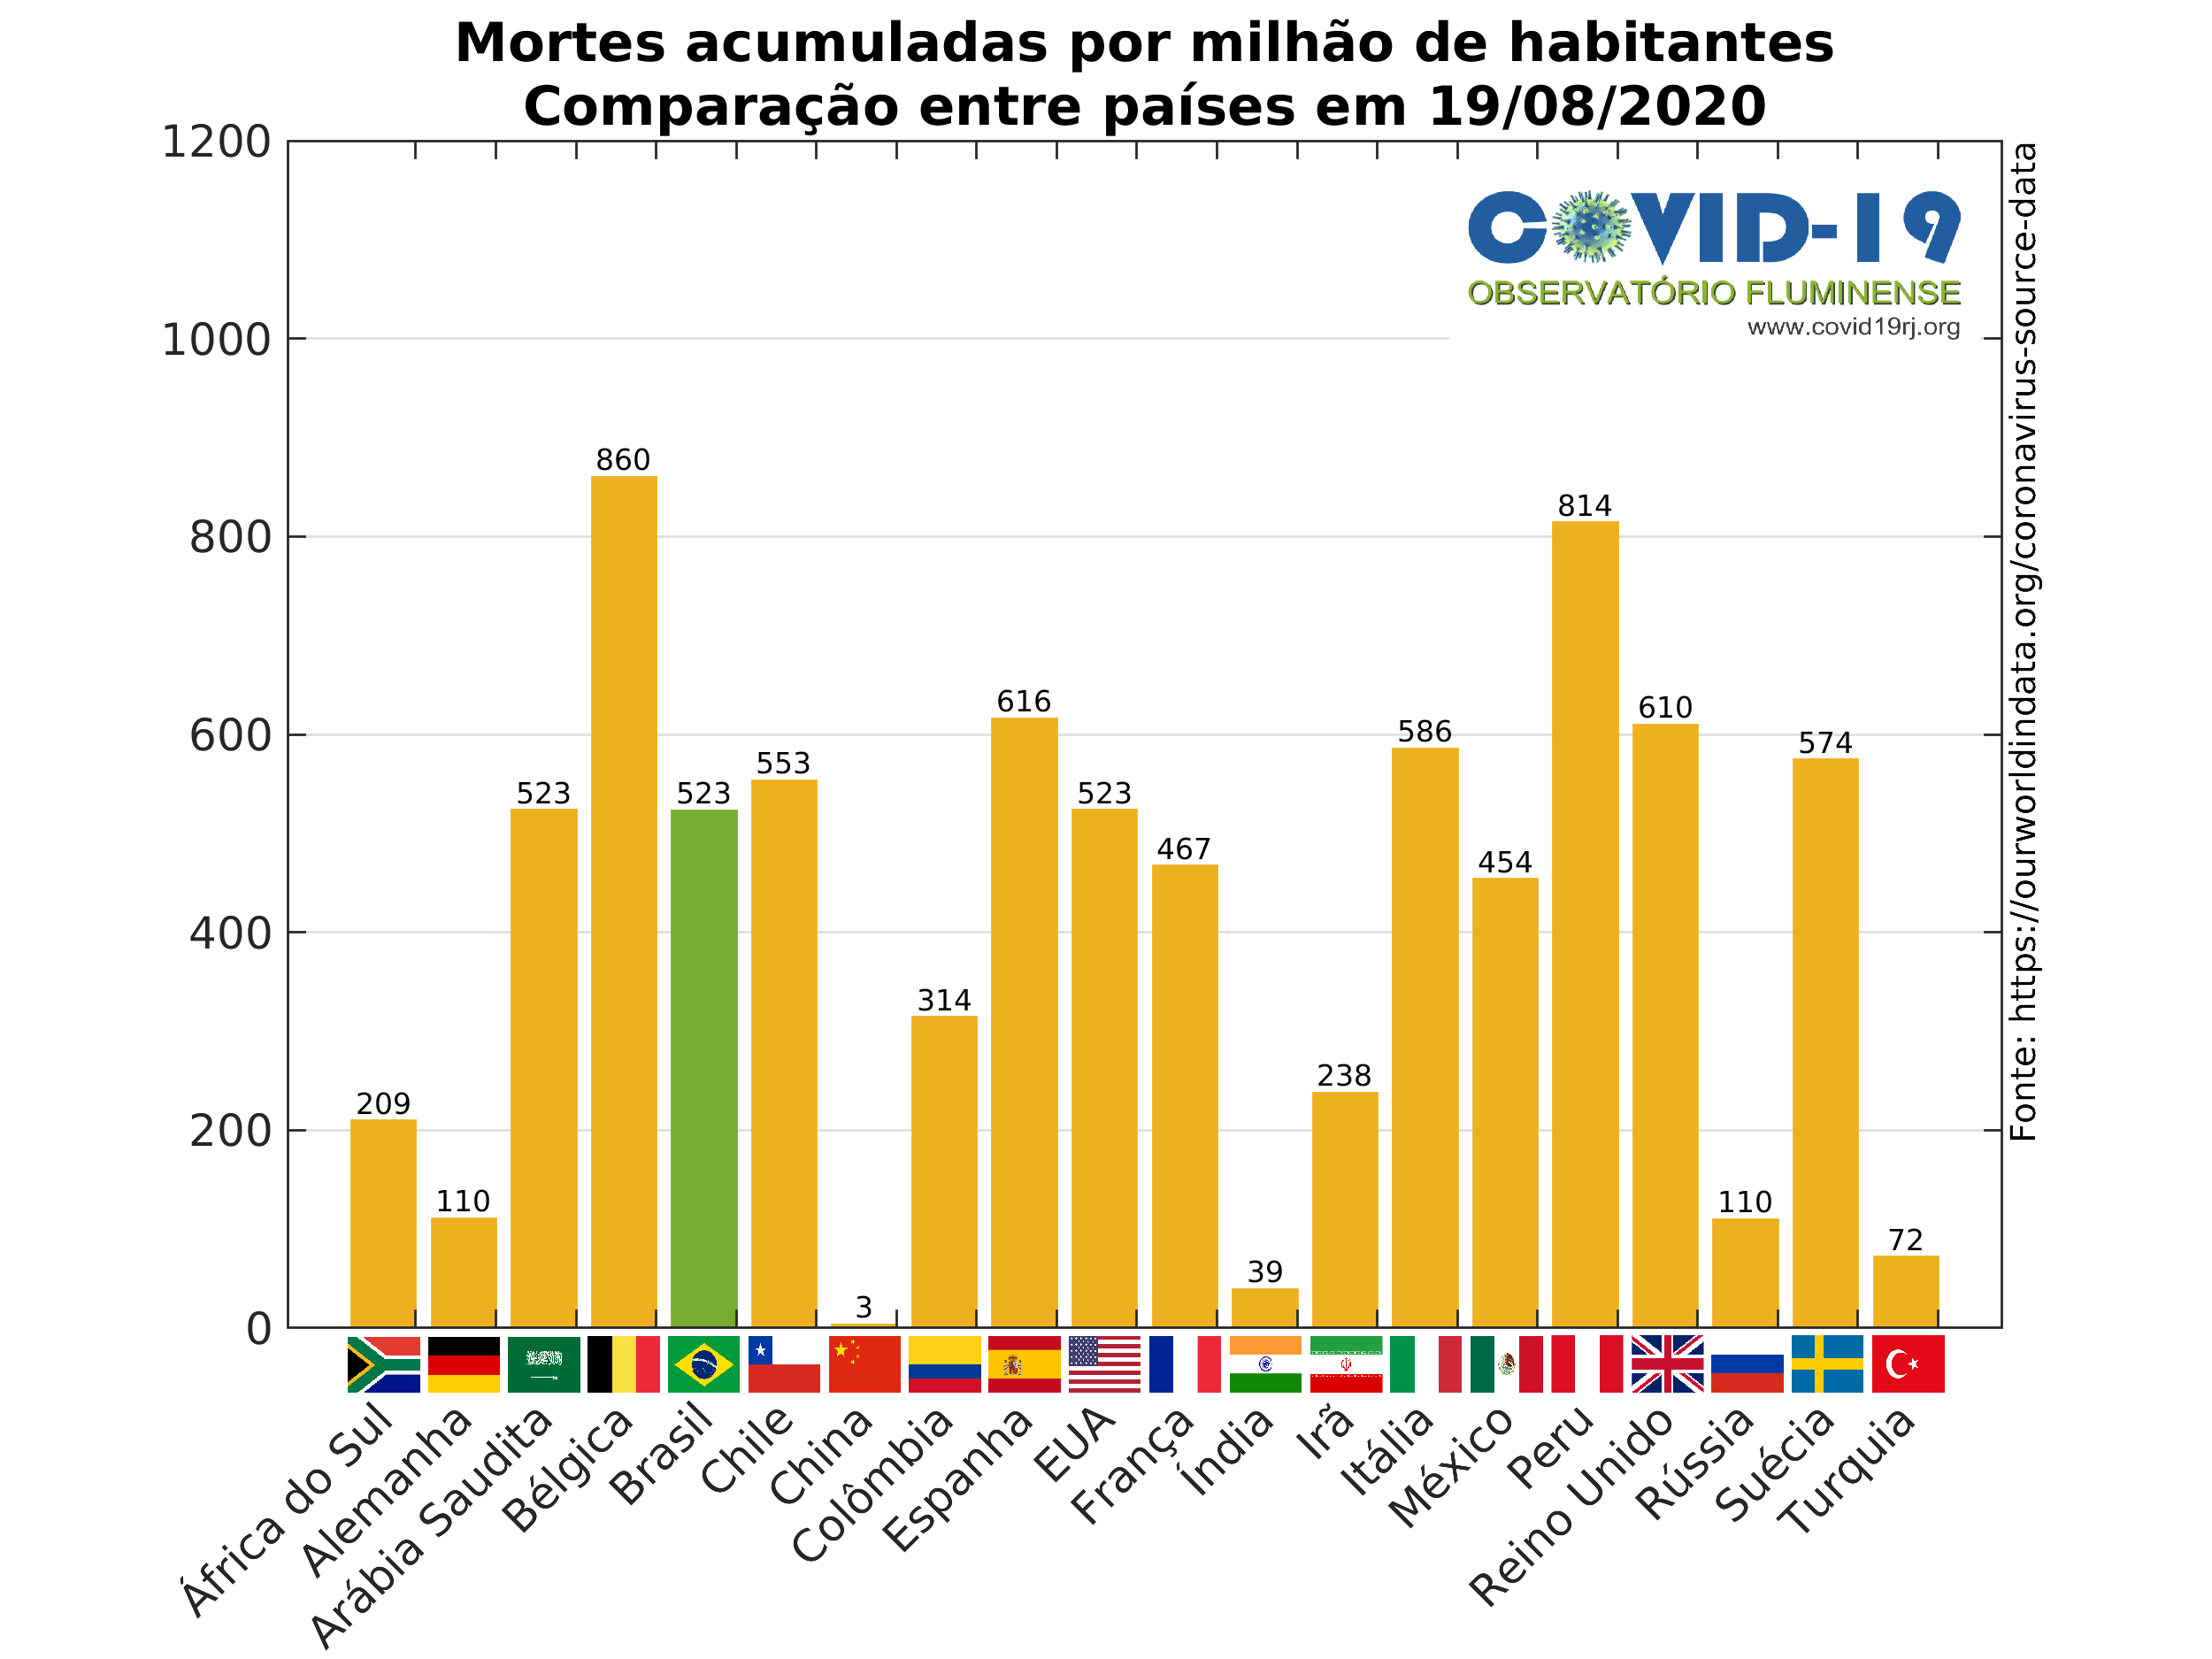 Mortes acumuladas por milhão de habitantes
Comparação entre países em 19/08/2020
1200
1000
800
600
400
200
0
COVID-19
OBSERVATÓRIO FLUMINENSE
www.covid19rj.org
Fonte: https://ourworldindata.org/coronavirus-source-data
209
110
523
860
523
553
3
314
616
523
467
39
238
586
454
814
610
110
574
72
África do Sul
Alemanha
Arábia Saudita
Bélgica
Brasil
Chile
China
Colômbia
Espanha
EUA
França
Índia
Irã
Itália
México
Peru
Reino Unido
Rússia
Suécia
Turquia